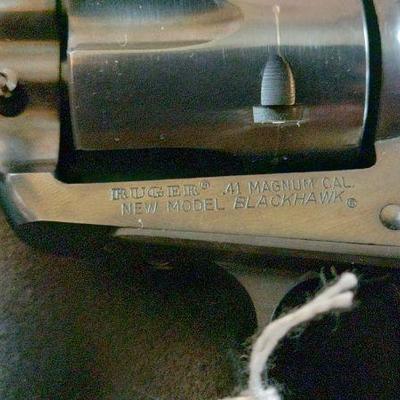 RUGER® .41 MAGNUM CAL.
NEW MODEL BLACKHAWK®